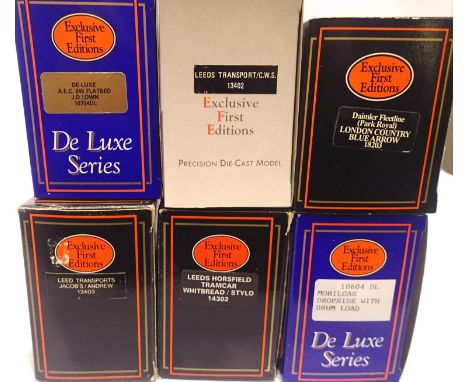 Exclusive
First
Editions
DE-LUXE
A.E.C. 8W FLATBED
J.D.LOWN
10704DL
De Luxe
Series
LEEDS TRANSPORT/C.W.S.
13402
Exclusive
First
Editions
PRECISION DIE CAST MODEL
Exclusive
First
Editions
Daimler Fleetline
(Park Royal)
LONDON COUNTRY
BLUE ARROW
18203
Exclusive
First
Editions
LEED TRANSPORTS
JACOB'S/ANDREW
13403
Exclusive
First
Editions
LEEDS HORSFIELD
TRAMCAR
WHITBREAD/STYLO
14302
Exclusive
First
Editions
10604 DL
MOBILGAS
DROPSIDE WITH
DRUM LOAD
De Luxe
Series